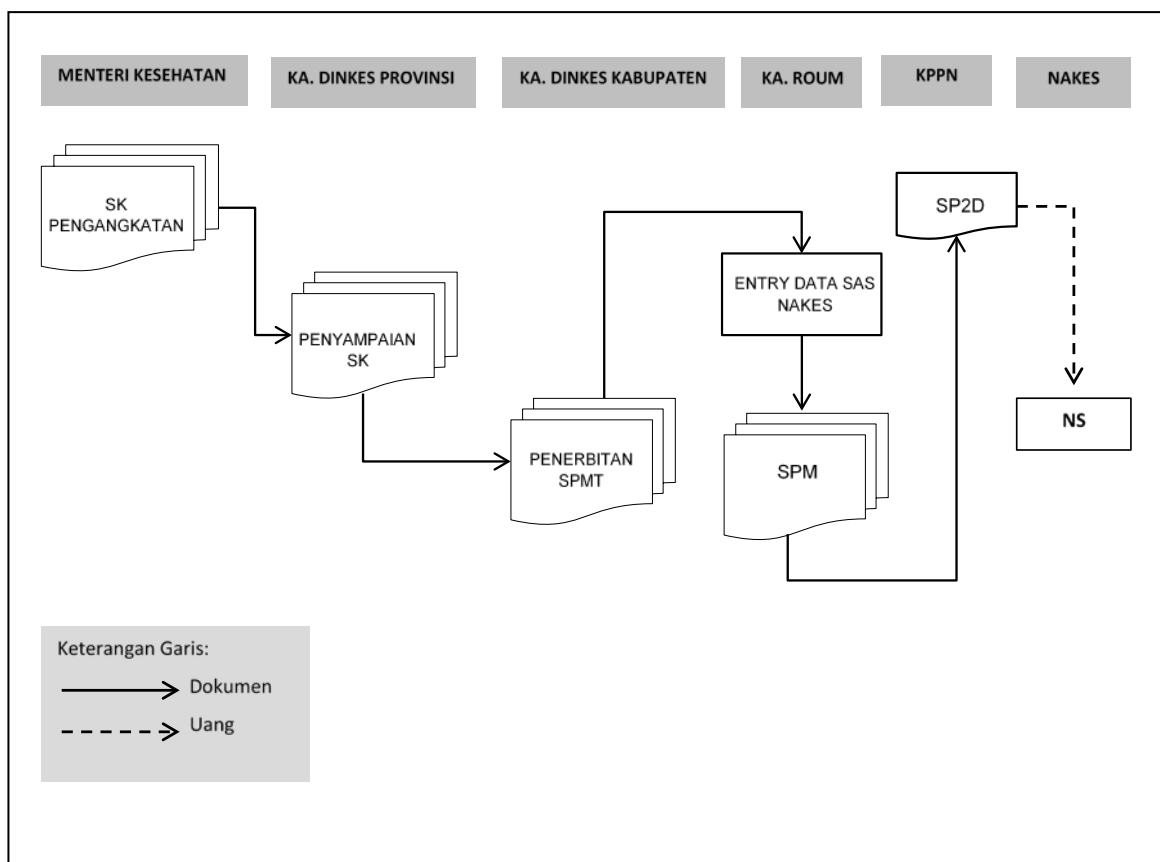 MENTERI KESEHATAN
KA. DINKES PROVINSI
KA. DINKES KABUPATEN
KA. ROUM
KPPN
NAKES
SK
PENGANGKATAN
PENYAMPAIAN
SK
PENERBITAN
SPMT
ENTRY DATA SAS
NAKES
SPM
SP2D
NS
Keterangan Garis:
Dokumen
Uang